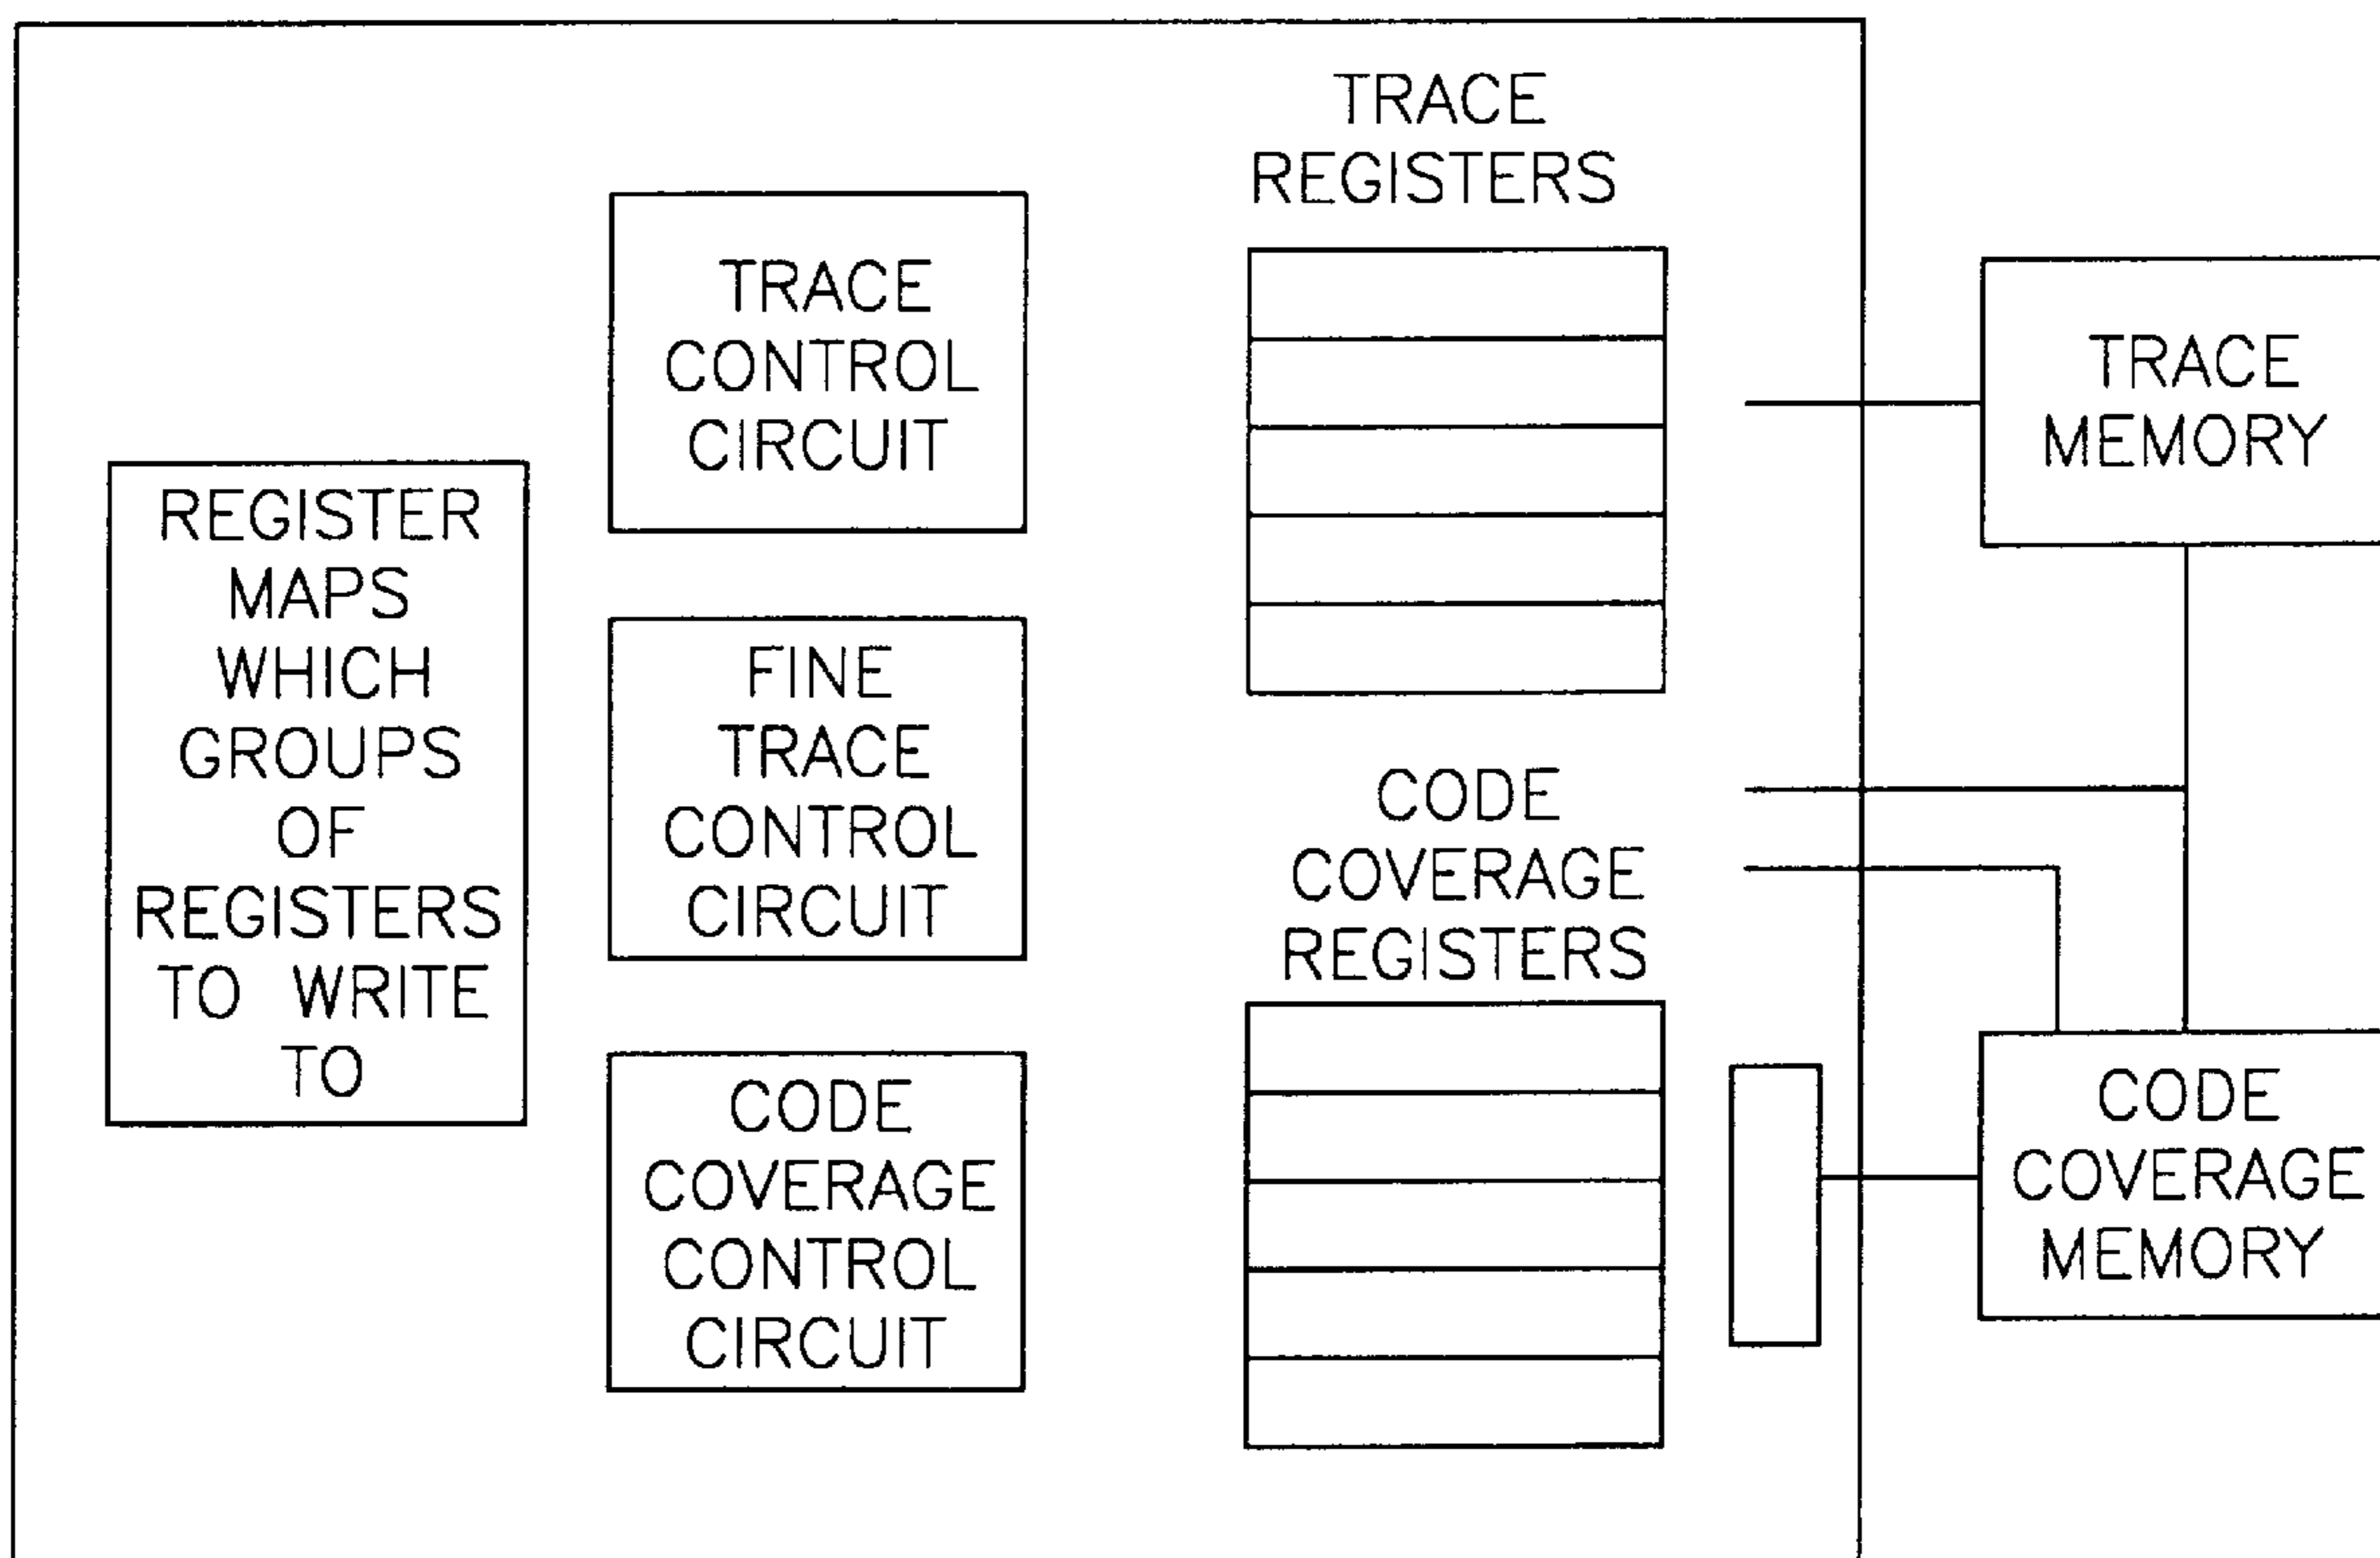 REGISTER
MAPS
WHICH
GROUPS
OF
REGISTERS
TO WRITE
TO
TRACE
CONTROL
CIRCUIT
FINE
TRACE
CONTROL
CIRCUIT
CODE
COVERAGE
CONTROL
CIRCUIT
TRACE
REGISTERS
CODE
COVERAGE
REGISTERS
TRACE
MEMORY
CODE
COVERAGE
MEMORY